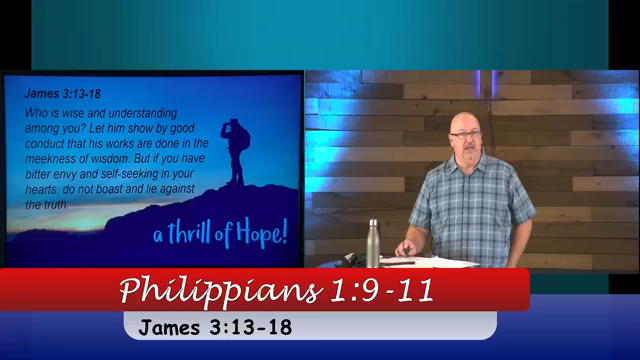 James 3:13-18
Who is wise and understanding
among you? Let him show by good
conduct that his works are done in the
meekness of wisdom. But if you have
bitter envy and self-seeking in your
hearts, do not boast and lie against
the truth.
a thrill of Hope!
Philippians 1:9-11
James 3:13-18